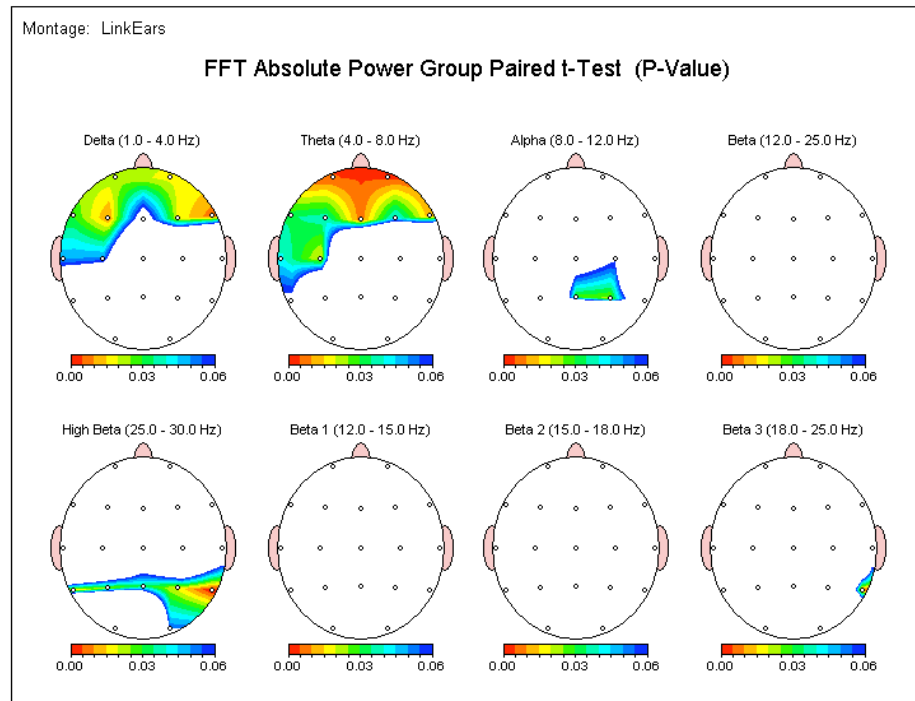 Montage: LinkEars
FFT Absolute Power Group Paired t-Test (P-Value)
Delta (1.0 - 4.0 Hz)
Theta (4.0 - 8.0 Hz)
Alpha (8.0 - 12.0 Hz)
Beta (12.0 - 25.0 Hz)
0.00 0.03 0.06
0.00 0.03 0.06
0.00 0.03 0.06
0.00 0.03 0.06
High Beta (25.0 - 30.0 Hz)
Beta 1 (12.0 - 15.0 Hz)
Beta 2 (15.0 - 18.0 Hz)
Beta 3 (18.0 - 25.0 Hz)
0.00 0.03 0.06
0.00 0.03 0.06
0.00 0.03 0.06
0.00 0.03 0.06